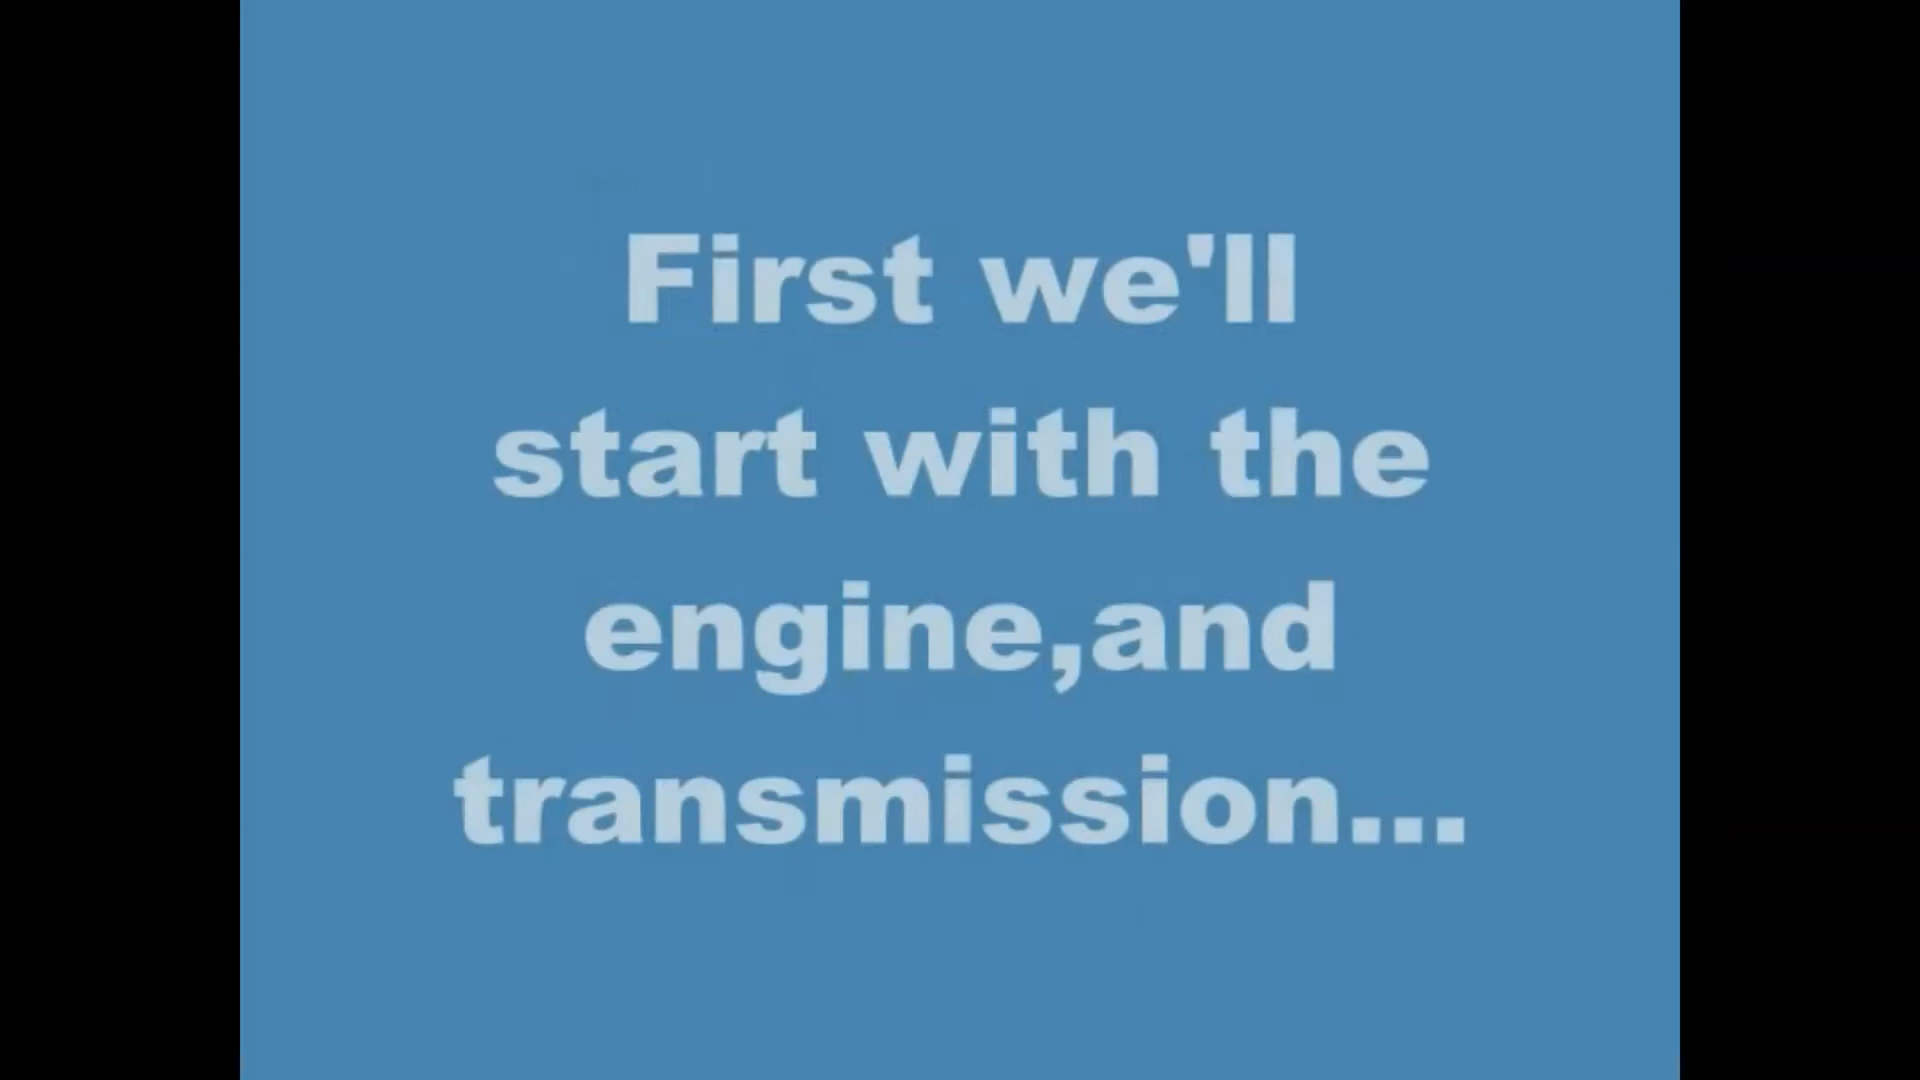 First we'll
start with the
engine,and
transmission...